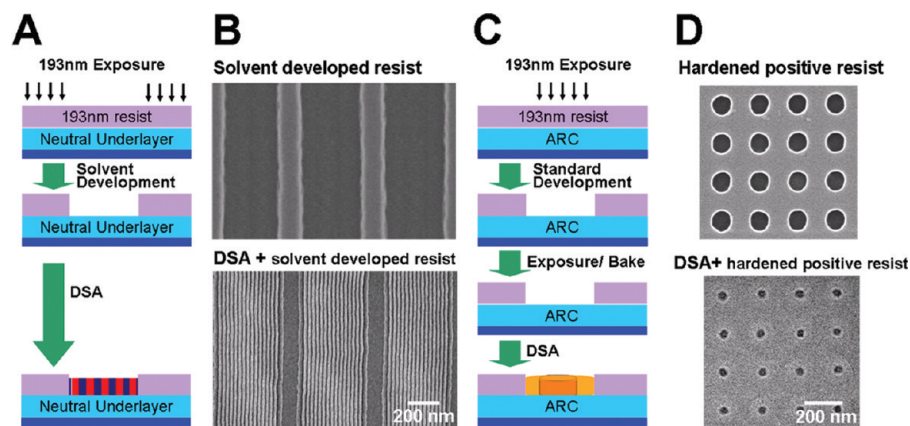 A
193nm Exposure
193nm resist
Neutral Underlayer
Solvent
Development
Neutral Underlayer
DSA
Neutral Underlayer
B
Solvent developed resist
DSA + solvent developed resist
200 nm
C
193nm Exposure
193nm resist
ARC
Standard
Development
ARC
Exposure/ Bake
ARC
DSA
ARC
D
Hardened positive resist
DSA+ hardened positive resist
200 nm